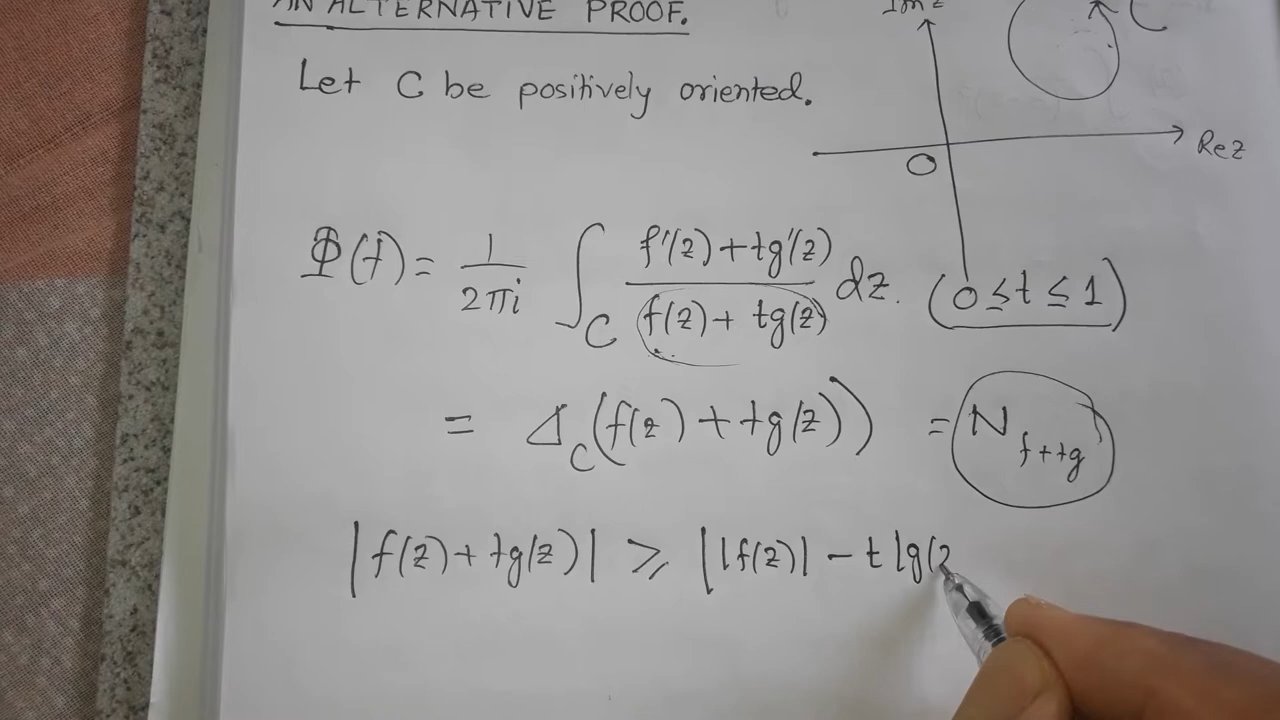 AN ALTERNATIVE PROOF.
Im z
C
Let C be positively oriented.
Re z
O
Φ(t) = 1/2πi ∫_C f'(z)+tg'(z)/f(z)+tg(z) dz. (0 ≤ t ≤ 1)
= Δ_C(f(z) + tg(z)) = N_{f+tg}
|f(z)+tg(z)| ≥ ||f(z)| − t|g(z